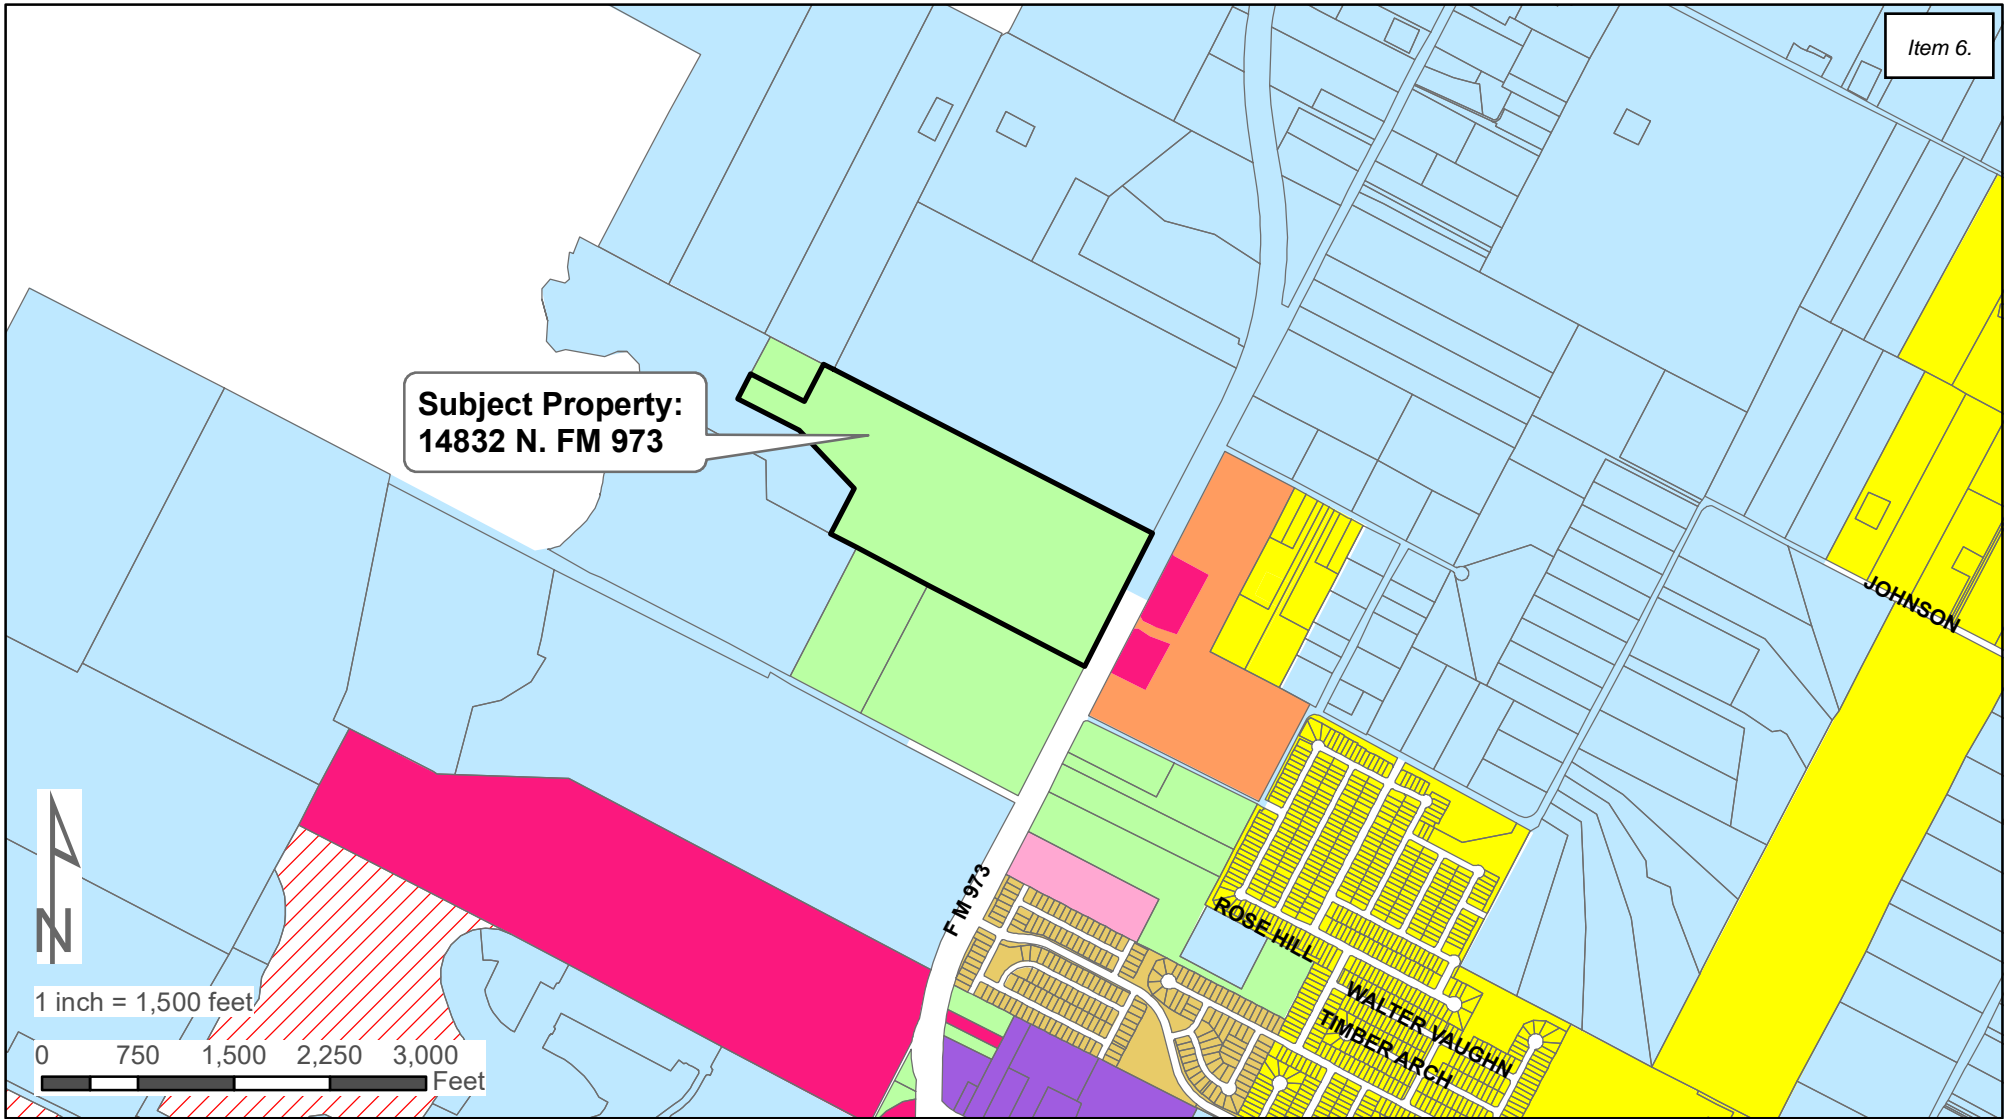 Item 6.
Subject Property:
14832 N. FM 973
JOHNSON
F M 973
ROSE HILL
WALTER VAUGHN
TIMBER ARCH
N
1 inch = 1,500 feet
0 750 1,500 2,250 3,000
Feet